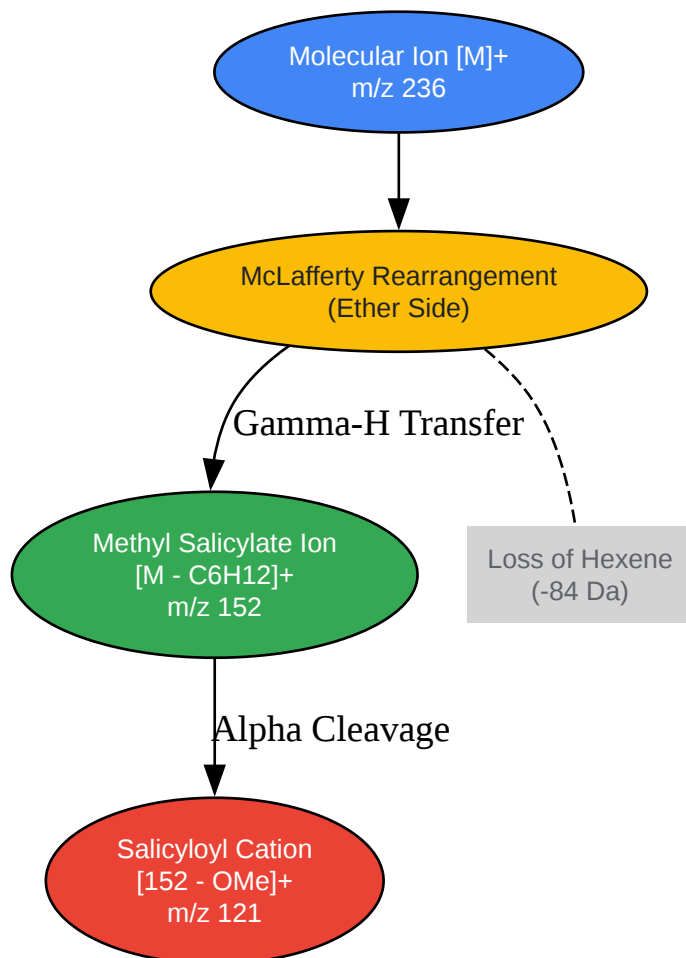 Molecular Ion [M]+
m/z 236
McLafferty Rearrangement
(Ether Side)
Gamma-H Transfer
Methyl Salicylate Ion
[M - C6H12]+
m/z 152
Loss of Hexene
(-84 Da)
Alpha Cleavage
Salicyloyl Cation
[152 - OMe]+
m/z 121